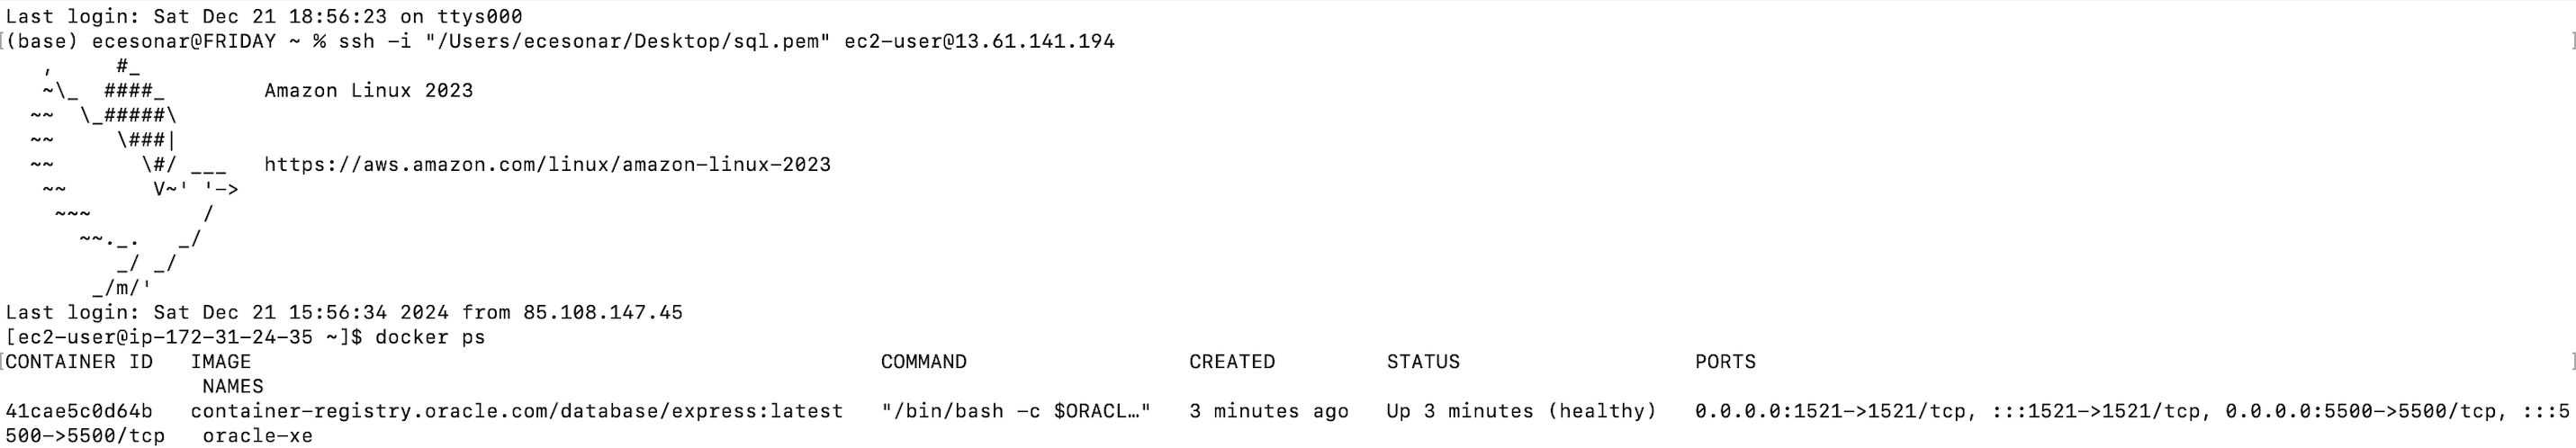 Last login: Sat Dec 21 18:56:23 on ttys000
[(base) ecesonar@FRIDAY ~ % ssh -i "/Users/ecesonar/Desktop/sql.pem" ec2-user@13.61.141.194 ]
   ,     #_
   ~\_  ####_        Amazon Linux 2023
  ~~  \_#####\
  ~~     \###|
  ~~       \#/ ___   https://aws.amazon.com/linux/amazon-linux-2023
   ~~       V~' '->
    ~~~         /
      ~~._.   _/
         _/ _/
       _/m/'
Last login: Sat Dec 21 15:56:34 2024 from 85.108.147.45
[ec2-user@ip-172-31-24-35 ~]$ docker ps
[CONTAINER ID   IMAGE                                                   COMMAND                  CREATED         STATUS                   PORTS ]
                NAMES
41cae5c0d64b   container-registry.oracle.com/database/express:latest   "/bin/bash -c $ORACL…"   3 minutes ago   Up 3 minutes (healthy)   0.0.0.0:1521->1521/tcp, :::1521->1521/tcp, 0.0.0.0:5500->5500/tcp, :::5
500->5500/tcp   oracle-xe